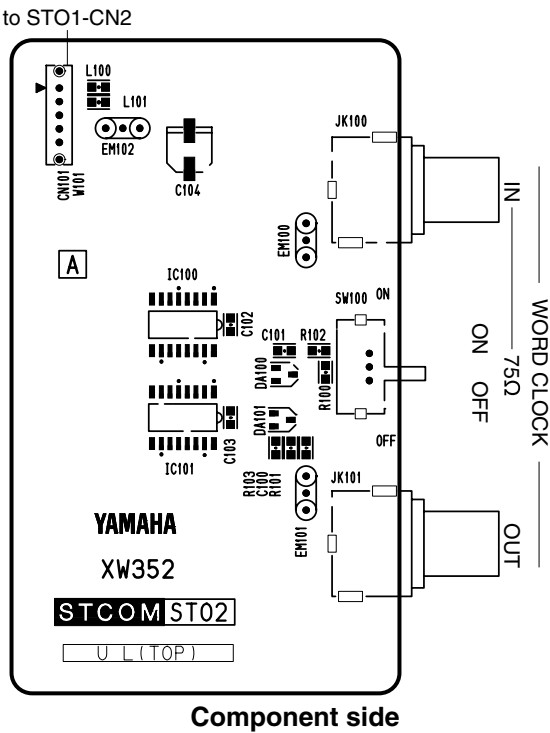 to STO1-CN2
L100
L101
EM102
CN101
W101
C104
JK100
IN
EM100
A
IC100
C102
SW100
ON
C101
R102
DA100
R100
ON OFF
75Ω
WORD CLOCK
DA101
OFF
C103
IC101
R103
C100
R101
EM101
JK101
OUT
YAMAHA
XW352
STCOM ST02
U L(TOP)
Component side